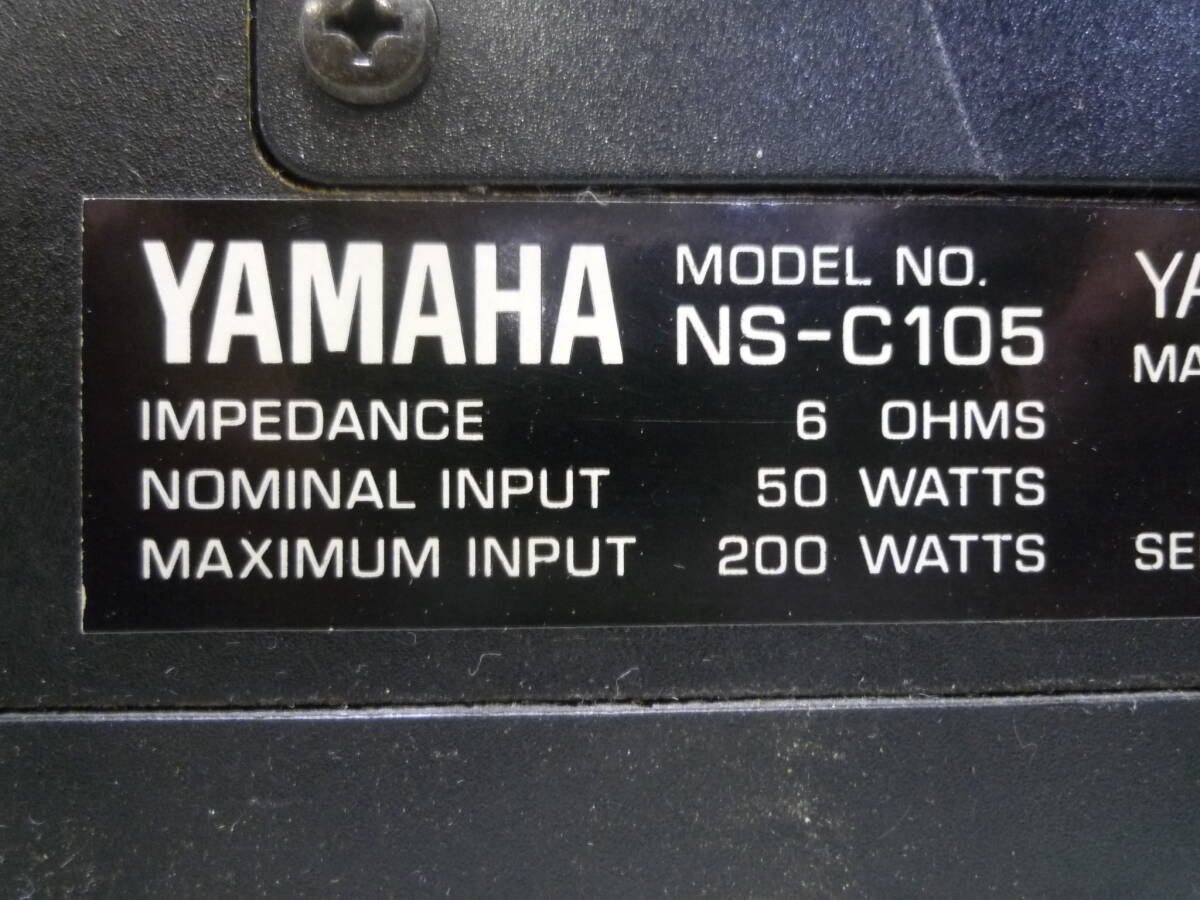 YAMAHA
MODEL NO.
NS-C105
IMPEDANCE 6 OHMS
NOMINAL INPUT 50 WATTS
MAXIMUM INPUT 200 WATTS